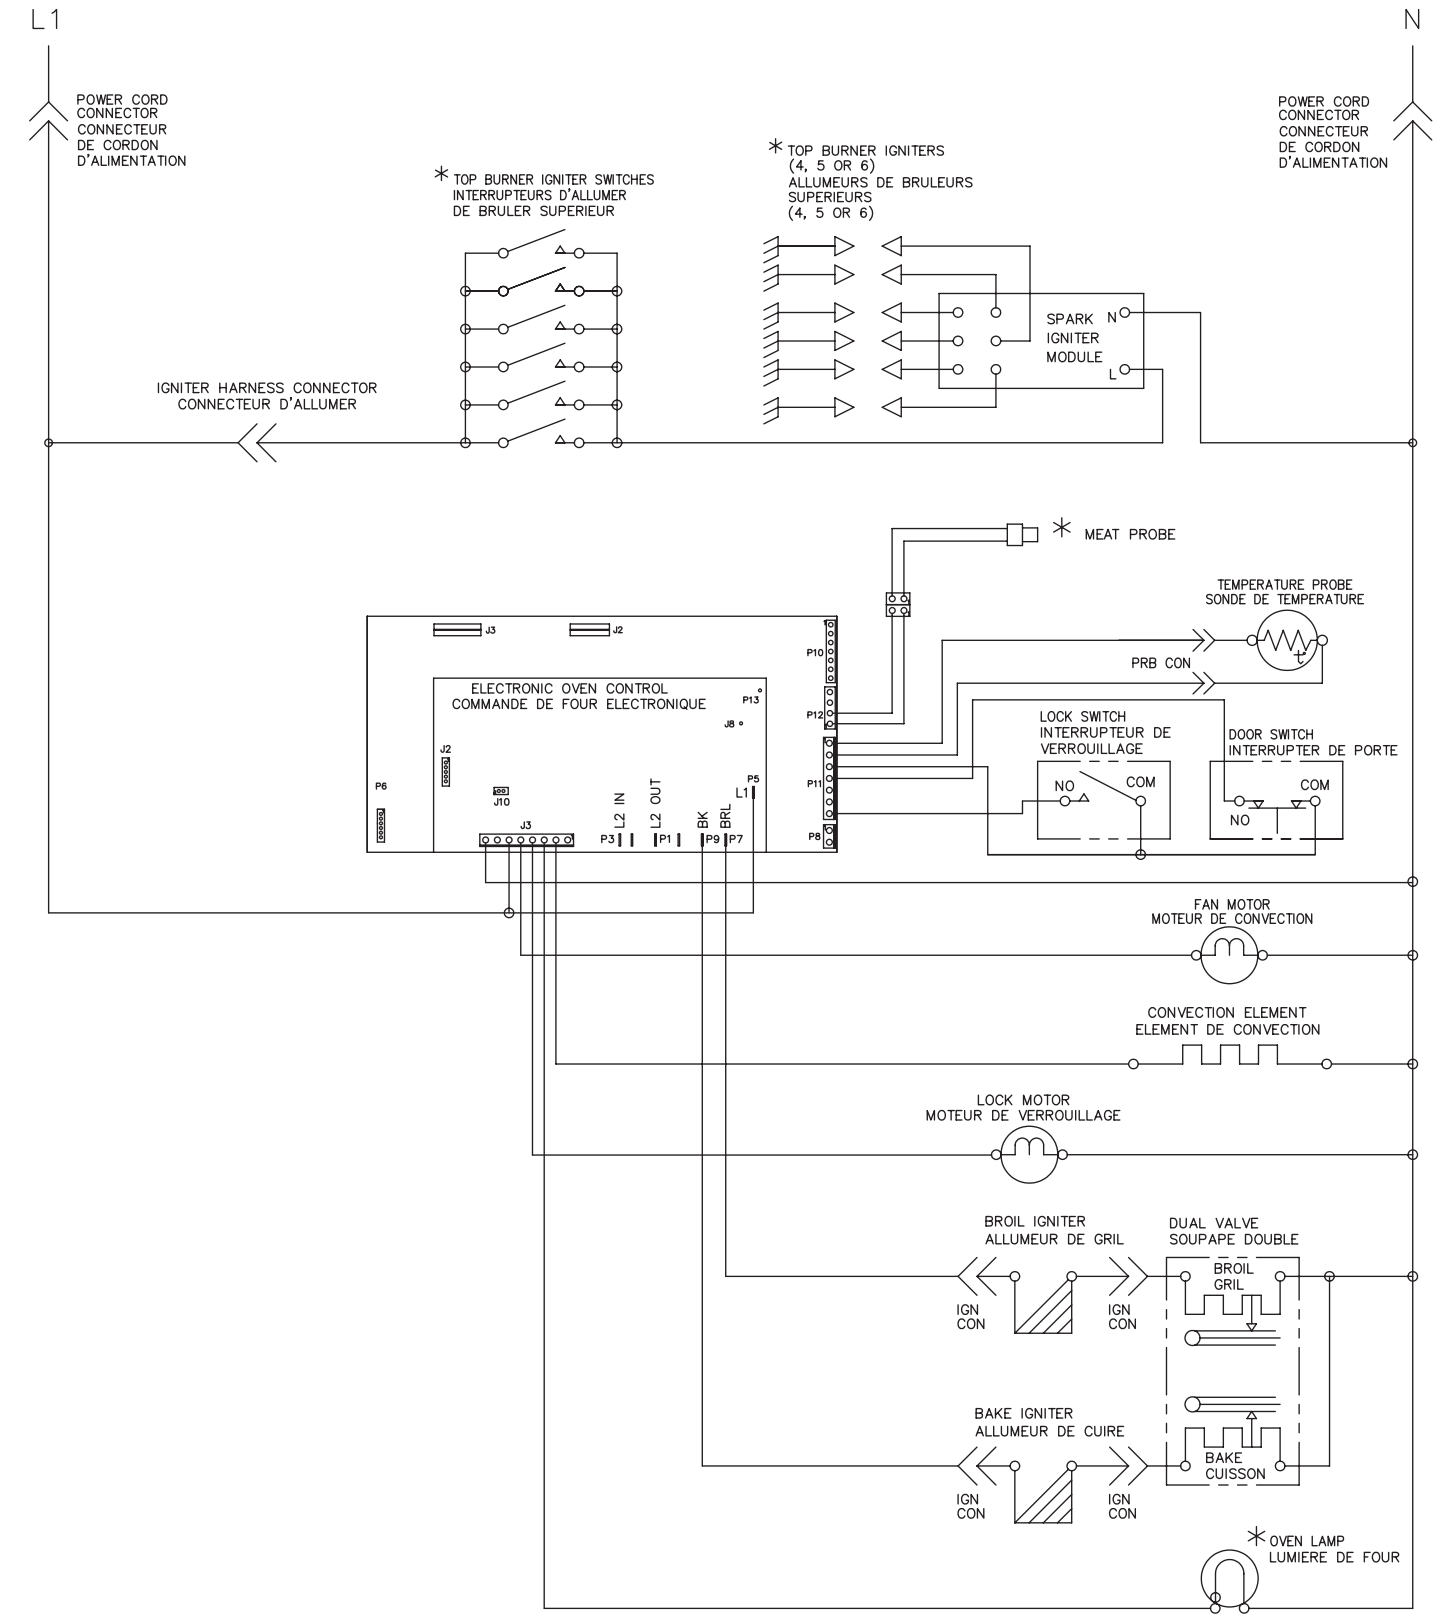 L1
N
POWER CORD
CONNECTOR
CONNECTEUR
DE CORDON
D'ALIMENTATION
POWER CORD
CONNECTOR
CONNECTEUR
DE CORDON
D'ALIMENTATION
* TOP BURNER IGNITER SWITCHES
INTERRUPTEURS D'ALLUMER
DE BRULER SUPERIEUR
* TOP BURNER IGNITERS
(4, 5 OR 6)
ALLUMEURS DE BRULEURS
SUPERIEURS
(4, 5 OR 6)
SPARK
IGNITER
MODULE
N
L
IGNITER HARNESS CONNECTOR
CONNECTEUR D'ALLUMER
* MEAT PROBE
TEMPERATURE PROBE
SONDE DE TEMPERATURE
t°
PRB CON
J3
J2
P10
ELECTRONIC OVEN CONTROL
COMMANDE DE FOUR ELECTRONIQUE
P13
P12
J8
LOCK SWITCH
INTERRUPTEUR DE
VERROUILLAGE
NO
COM
DOOR SWITCH
INTERRUPTER DE PORTE
COM
NO
J2
P6
J10
P5
L1
P11
J3
L2 IN
L2 OUT
BK
BRL
P3
P1
P9
P7
P8
FAN MOTOR
MOTEUR DE CONVECTION
CONVECTION ELEMENT
ELEMENT DE CONVECTION
LOCK MOTOR
MOTEUR DE VERROUILLAGE
BROIL IGNITER
ALLUMEUR DE GRIL
DUAL VALVE
SOUPAPE DOUBLE
BROIL
GRIL
IGN
CON
IGN
CON
BAKE IGNITER
ALLUMEUR DE CUIRE
BAKE
CUISSON
IGN
CON
IGN
CON
* OVEN LAMP
LUMIERE DE FOUR